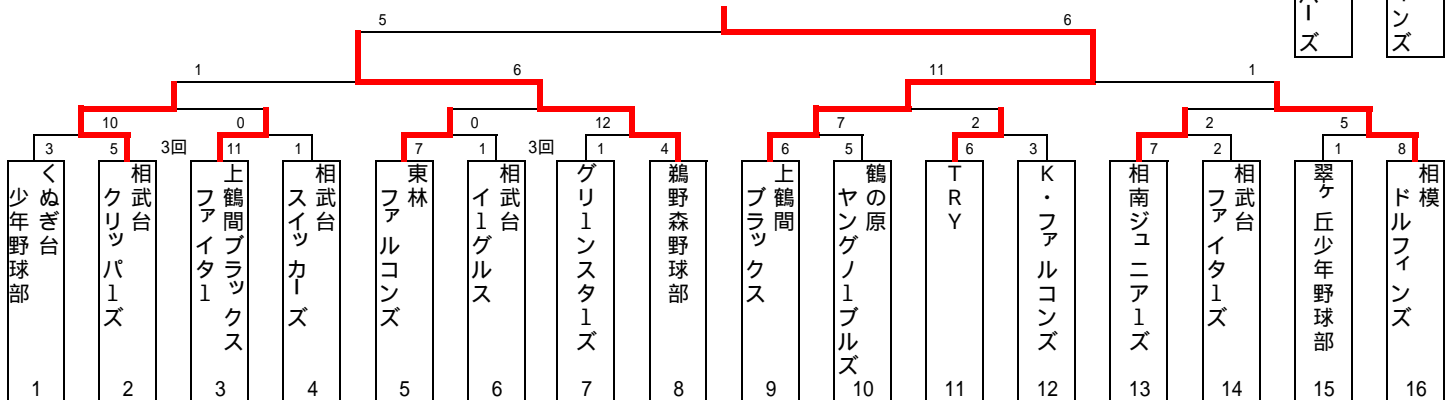 5
6
ーズ
ンズ
1
6
11
1
10
0
0
12
7
2
2
5
3
5
3回
11
1
7
1
3回
1
4
6
5
6
3
7
2
1
8
くぬぎ台
少年野球部
相武台
クリッパーズ
上鶴間ブラックス
ファイター
相武台
スイッカーズ
東林
ファルコンズ
相武台
イーグルス
グリーンスターズ
鵜野森野球部
上鶴間
ブラックス
鶴の原
ヤングノーブルズ
TRY
K・ファルコンズ
相南ジュニアーズ
相武台
ファイターズ
翠ヶ丘少年野球部
相模
ドルフィンズ
1
2
3
4
5
6
7
8
9
10
11
12
13
14
15
16